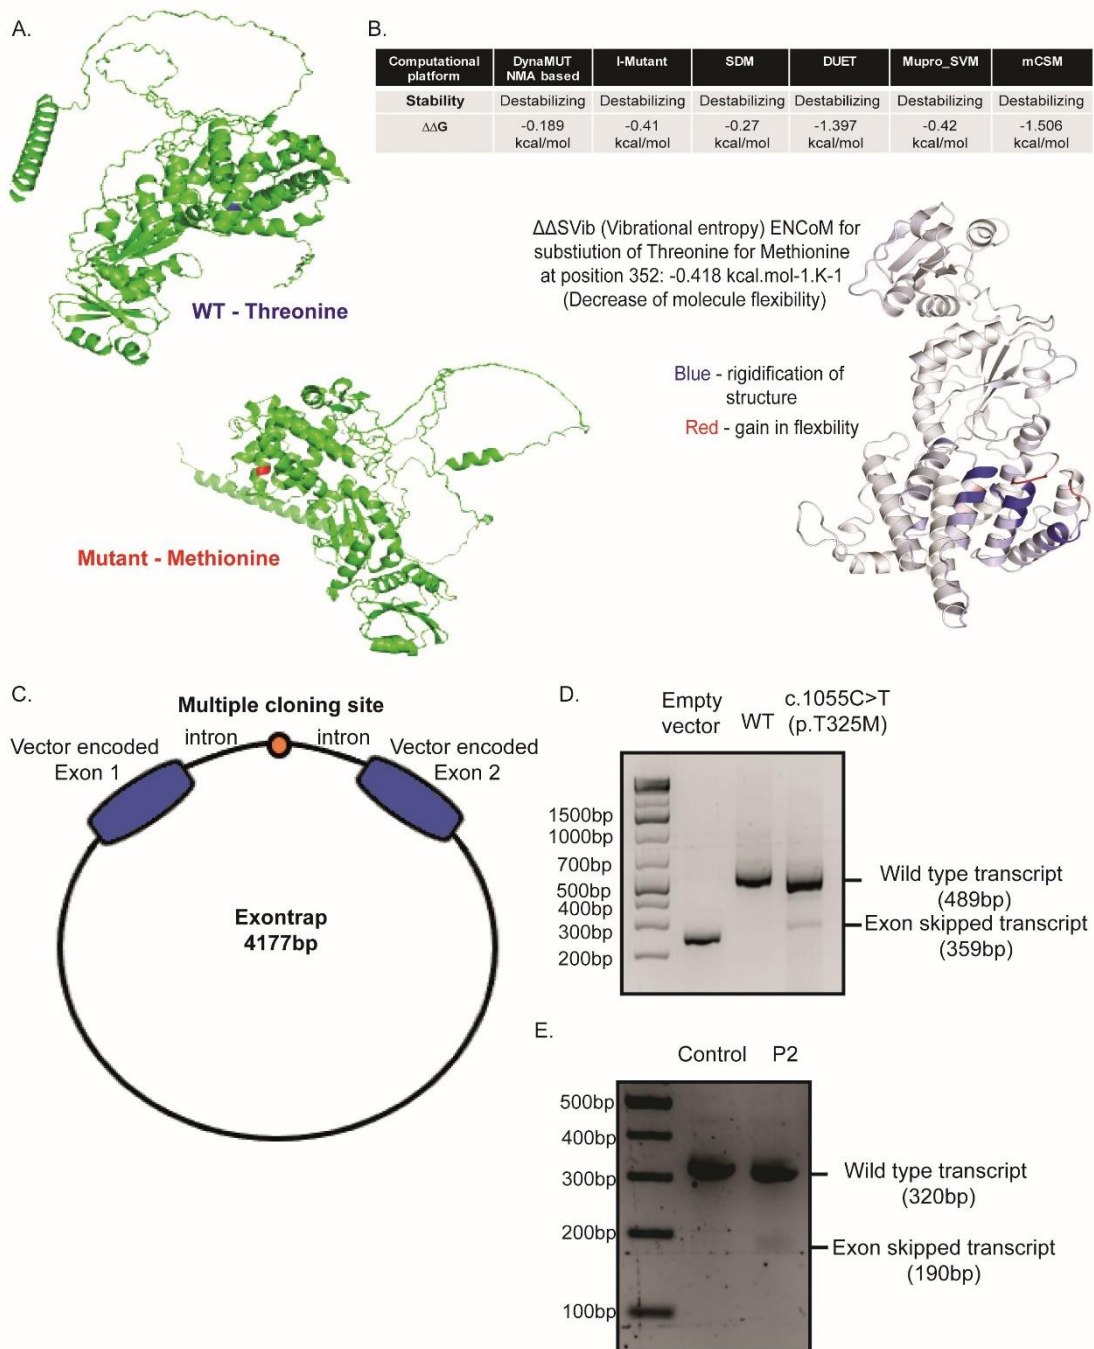 A.
WT - Threonine
Mutant - Methionine
B.
Computational platform DynaMUT NMA based I-Mutant SDM DUET Mupro_SVM mCSM
Stability Destabilizing Destabilizing Destabilizing Destabilizing Destabilizing Destabilizing
ΔΔG -0.189 kcal/mol -0.41 kcal/mol -0.27 kcal/mol -1.397 kcal/mol -0.42 kcal/mol -1.506 kcal/mol
ΔΔSVib (Vibrational entropy) ENCoM for
substiution of Threonine for Methionine
at position 352: -0.418 kcal.mol-1.K-1
(Decrease of molecule flexibility)
Blue - rigidification of
structure
Red - gain in flexbility
C.
Multiple cloning site
Vector encoded
Exon 1
intron
intron
Vector encoded
Exon 2
Exontrap
4177bp
D.
Empty
vector
WT
c.1055C>T
(p.T325M)
1500bp
1000bp
700bp
500bp
400bp
300bp
200bp
Wild type transcript
(489bp)
Exon skipped transcript
(359bp)
E.
Control
P2
500bp
400bp
300bp
200bp
100bp
Wild type transcript
(320bp)
Exon skipped transcript
(190bp)